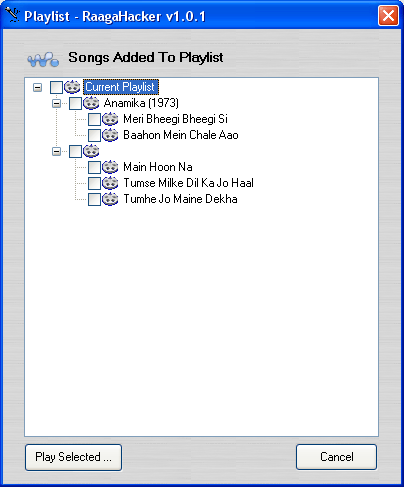 Playlist - RaagaHacker v1.0.1
Songs Added To Playlist
Current Playlist
Anamika (1973)
Meri Bheegi Bheegi Si
Baahon Mein Chale Aao
Main Hoon Na
Tumse Milke Dil Ka Jo Haal
Tumhe Jo Maine Dekha
Play Selected ...
Cancel